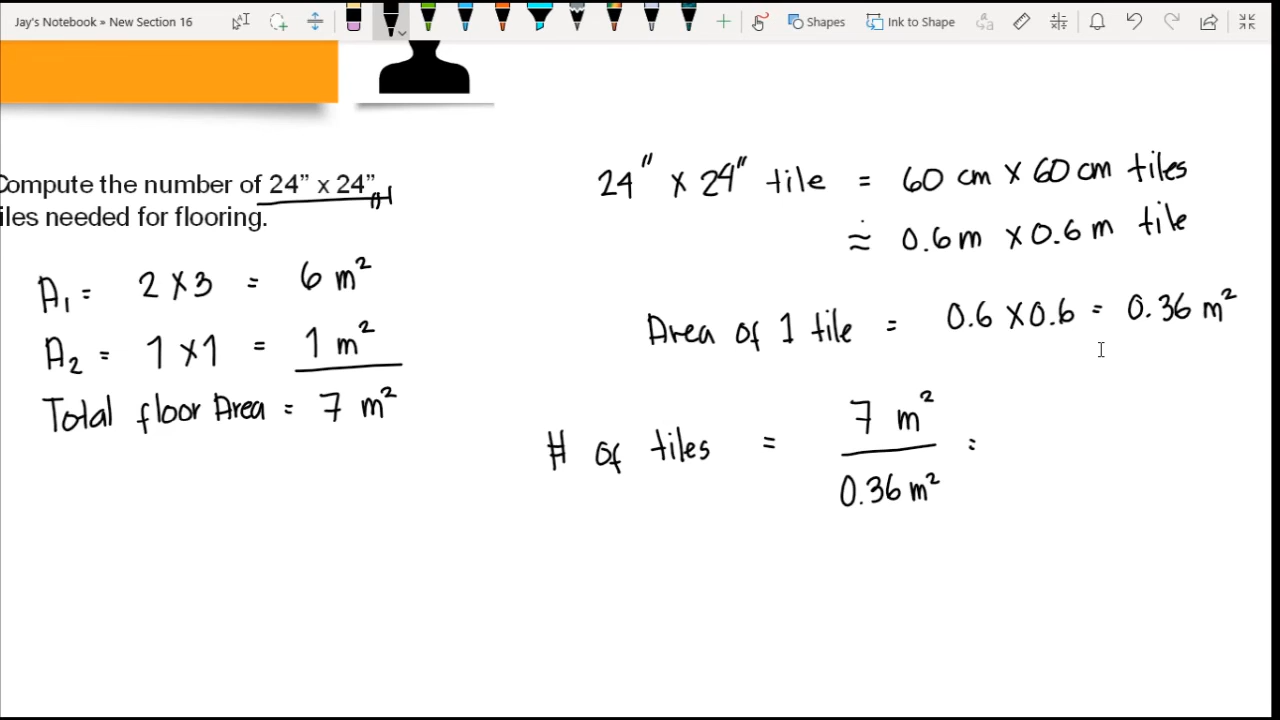 Jay's Notebook » New Section 16
Shapes
Ink to Shape
Compute the number of 24” x 24”
tiles needed for flooring.
A₁ = 2 x 3 = 6 m²
A₂ = 1 x 1 = 1 m²
Total floor Area = 7 m²
24" x 24" tile = 60 cm x 60 cm tiles
≈ 0.6m x 0.6 m tile
Area of 1 tile = 0.6 x 0.6 = 0.36 m²
# of tiles = 7 m² / 0.36 m² =